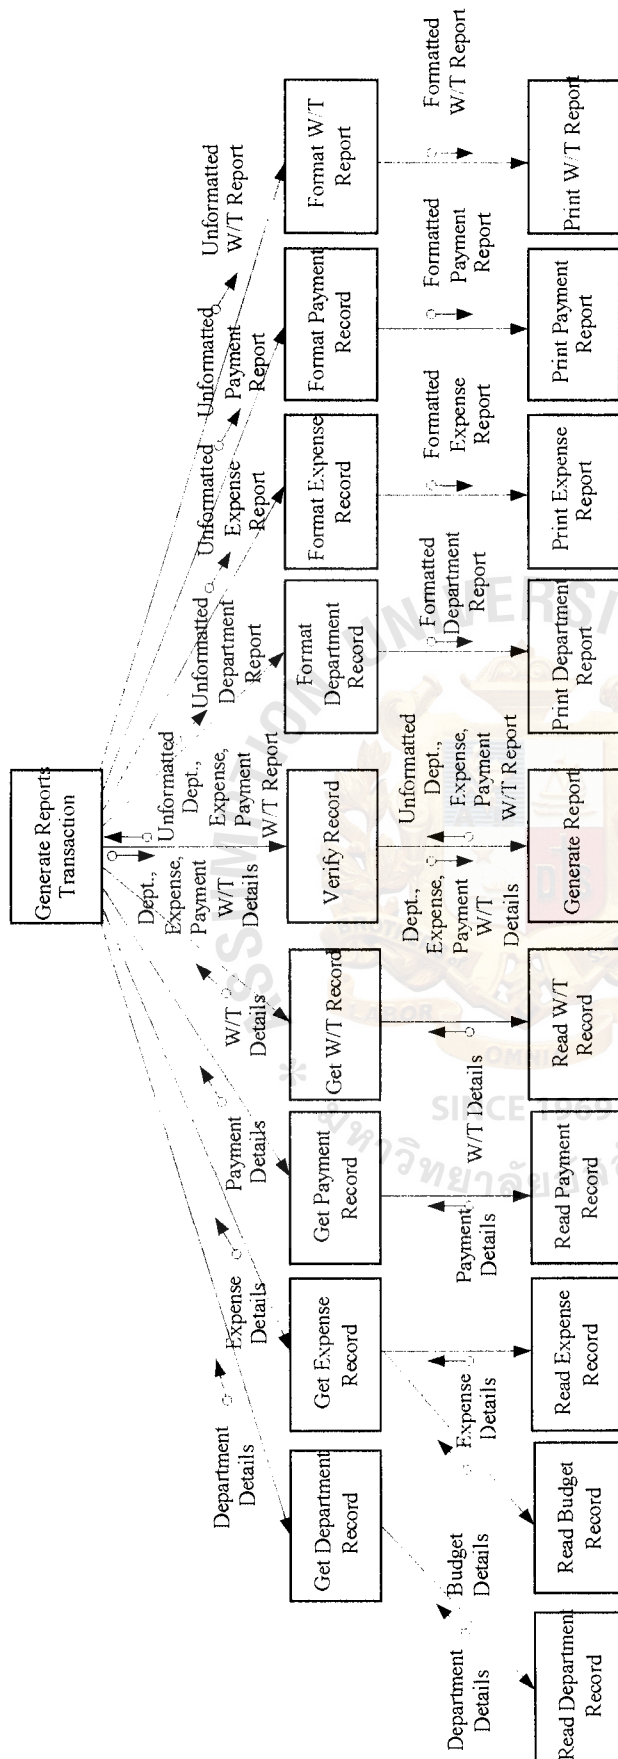 Generate Reports
Transaction
Department
Details
Expense
Details
Payment
Details
W/T
Details
Dept.,
Expense,
Payment
W/T
Details
Unformatted
Dept.,
Expense,
Payment
W/T Report
Unformatted
Department
Report
Unformatted
Expense
Report
Unformatted
Payment
Report
Unformatted
W/T Report
Get Department
Record
Get Expense
Record
Get Payment
Record
Get W/T Record
Verify Record
Format
Department
Record
Format Expense
Record
Format Payment
Record
Format W/T
Report
Department
Details
Budget
Details
Expense
Details
Payment
Details
W/T Details
Dept.,
Expense,
Payment
W/T
Details
Unformatted
Dept.,
Expense,
Payment
W/T Report
Formatted
Department
Report
Formatted
Expense
Report
Formatted
Payment
Report
Formatted
W/T Report
Read Department
Record
Read Budget
Record
Read Expense
Record
Read Payment
Record
Read W/T
Record
Generate Report
Print Department
Report
Print Expense
Report
Print Payment
Report
Print W/T Report
LABOR
OMNI
SINCE 1969